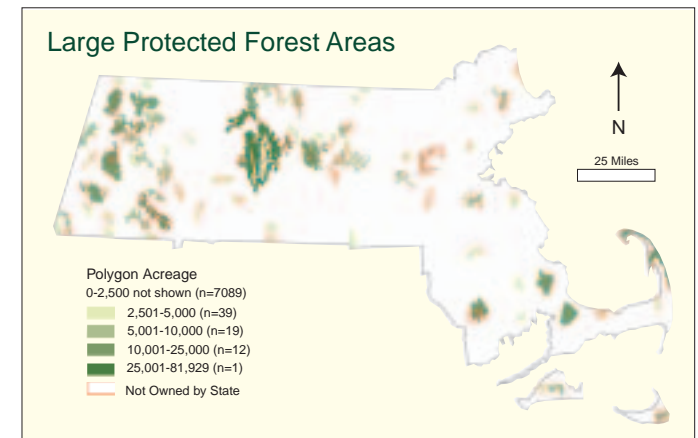 Large Protected Forest Areas
N
25 Miles
Polygon Acreage
0-2,500 not shown (n=7089)
2,501-5,000 (n=39)
5,001-10,000 (n=19)
10,001-25,000 (n=12)
25,001-81,929 (n=1)
Not Owned by State